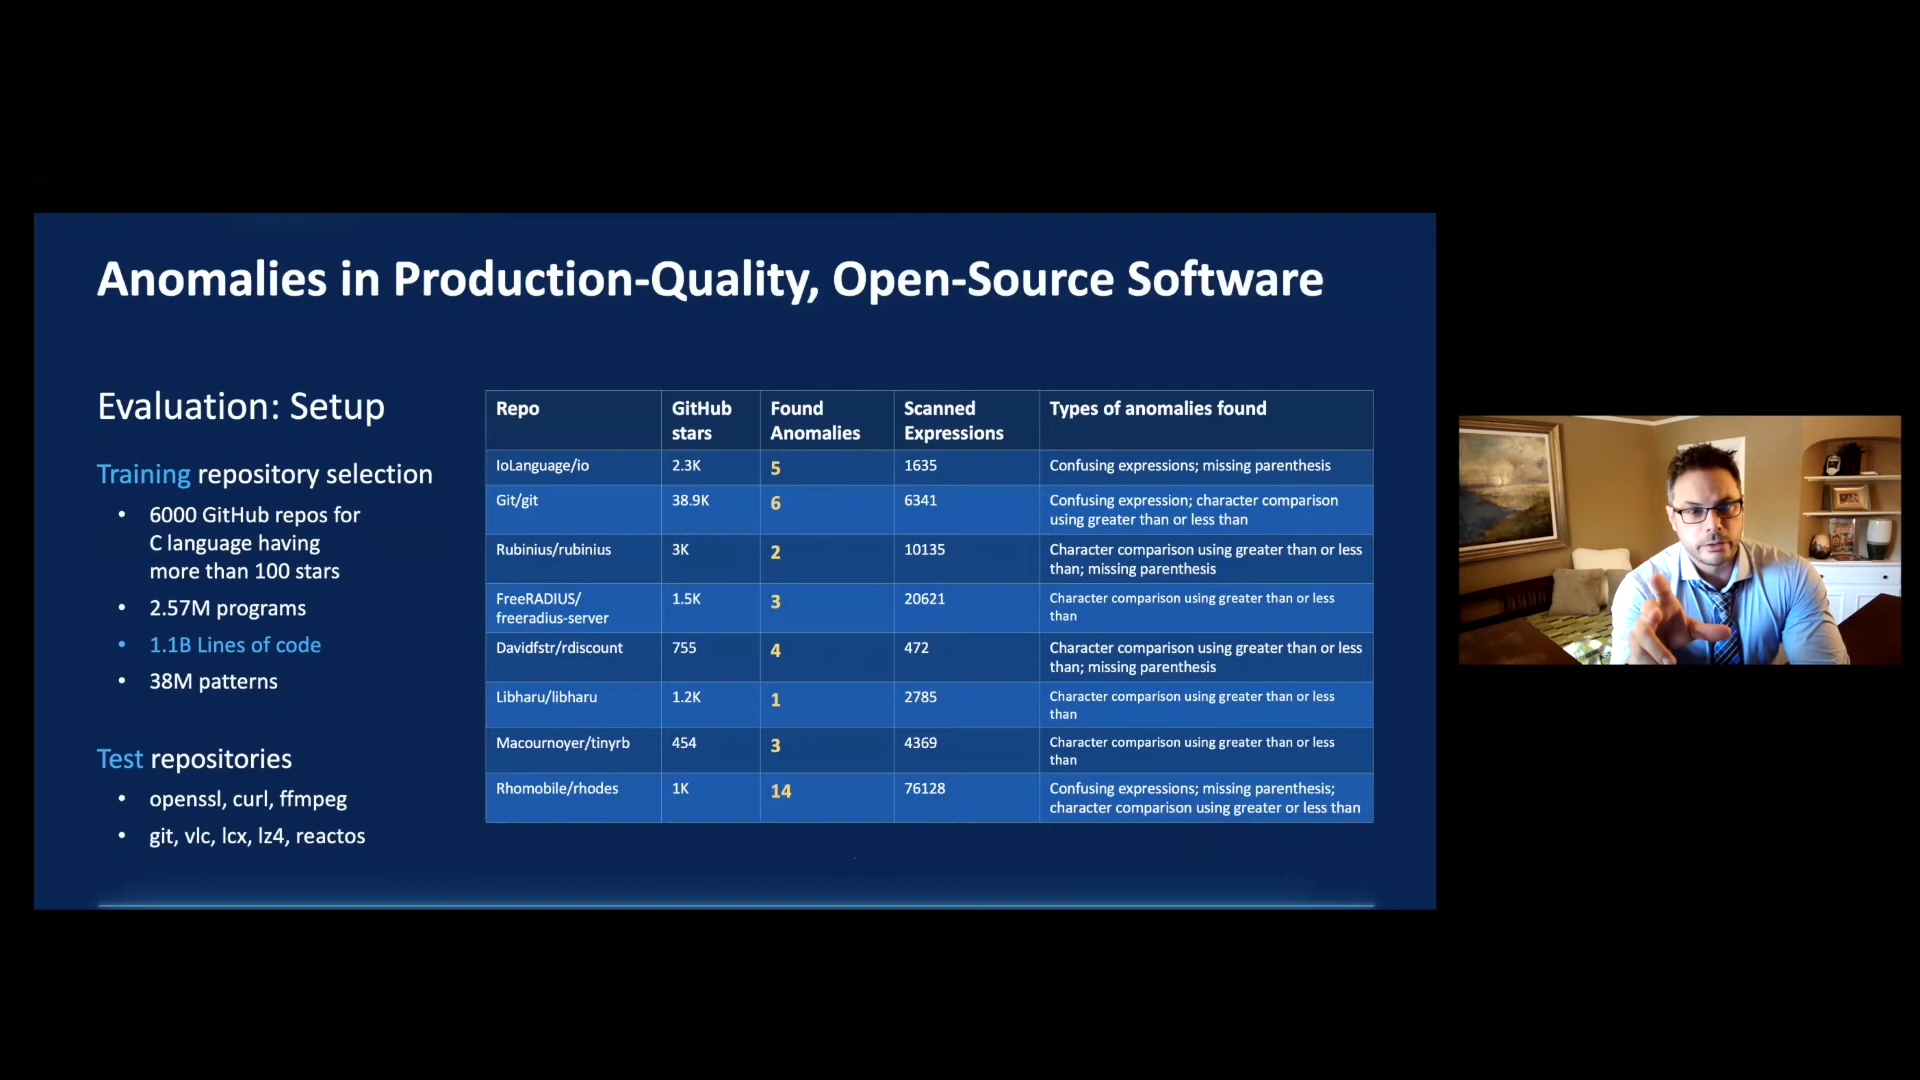 Anomalies in Production-Quality, Open-Source Software
Evaluation: Setup
Training repository selection
• 6000 GitHub repos for
C language having
more than 100 stars
• 2.57M programs
• 1.1B Lines of code
• 38M patterns
Test repositories
• openssl, curl, ffmpeg
• git, vlc, lcx, lz4, reactos
Repo GitHub stars Found Anomalies Scanned Expressions Types of anomalies found
IoLanguage/io 2.3K 5 1635 Confusing expressions; missing parenthesis
Git/git 38.9K 6 6341 Confusing expression; character comparison
using greater than or less than
Rubinius/rubinius 3K 2 10135 Character comparison using greater than or less
than; missing parenthesis
FreeRADIUS/ 1.5K 3 20621 Character comparison using greater than or less
freeradius-server than
Davidfstr/rdiscount 755 4 472 Character comparison using greater than or less
than; missing parenthesis
Libharu/libharu 1.2K 1 2785 Character comparison using greater than or less
than
Macournoyer/tinyrb 454 3 4369 Character comparison using greater than or less
than
Rhomobile/rhodes 1K 14 76128 Confusing expressions; missing parenthesis;
character comparison using greater or less than